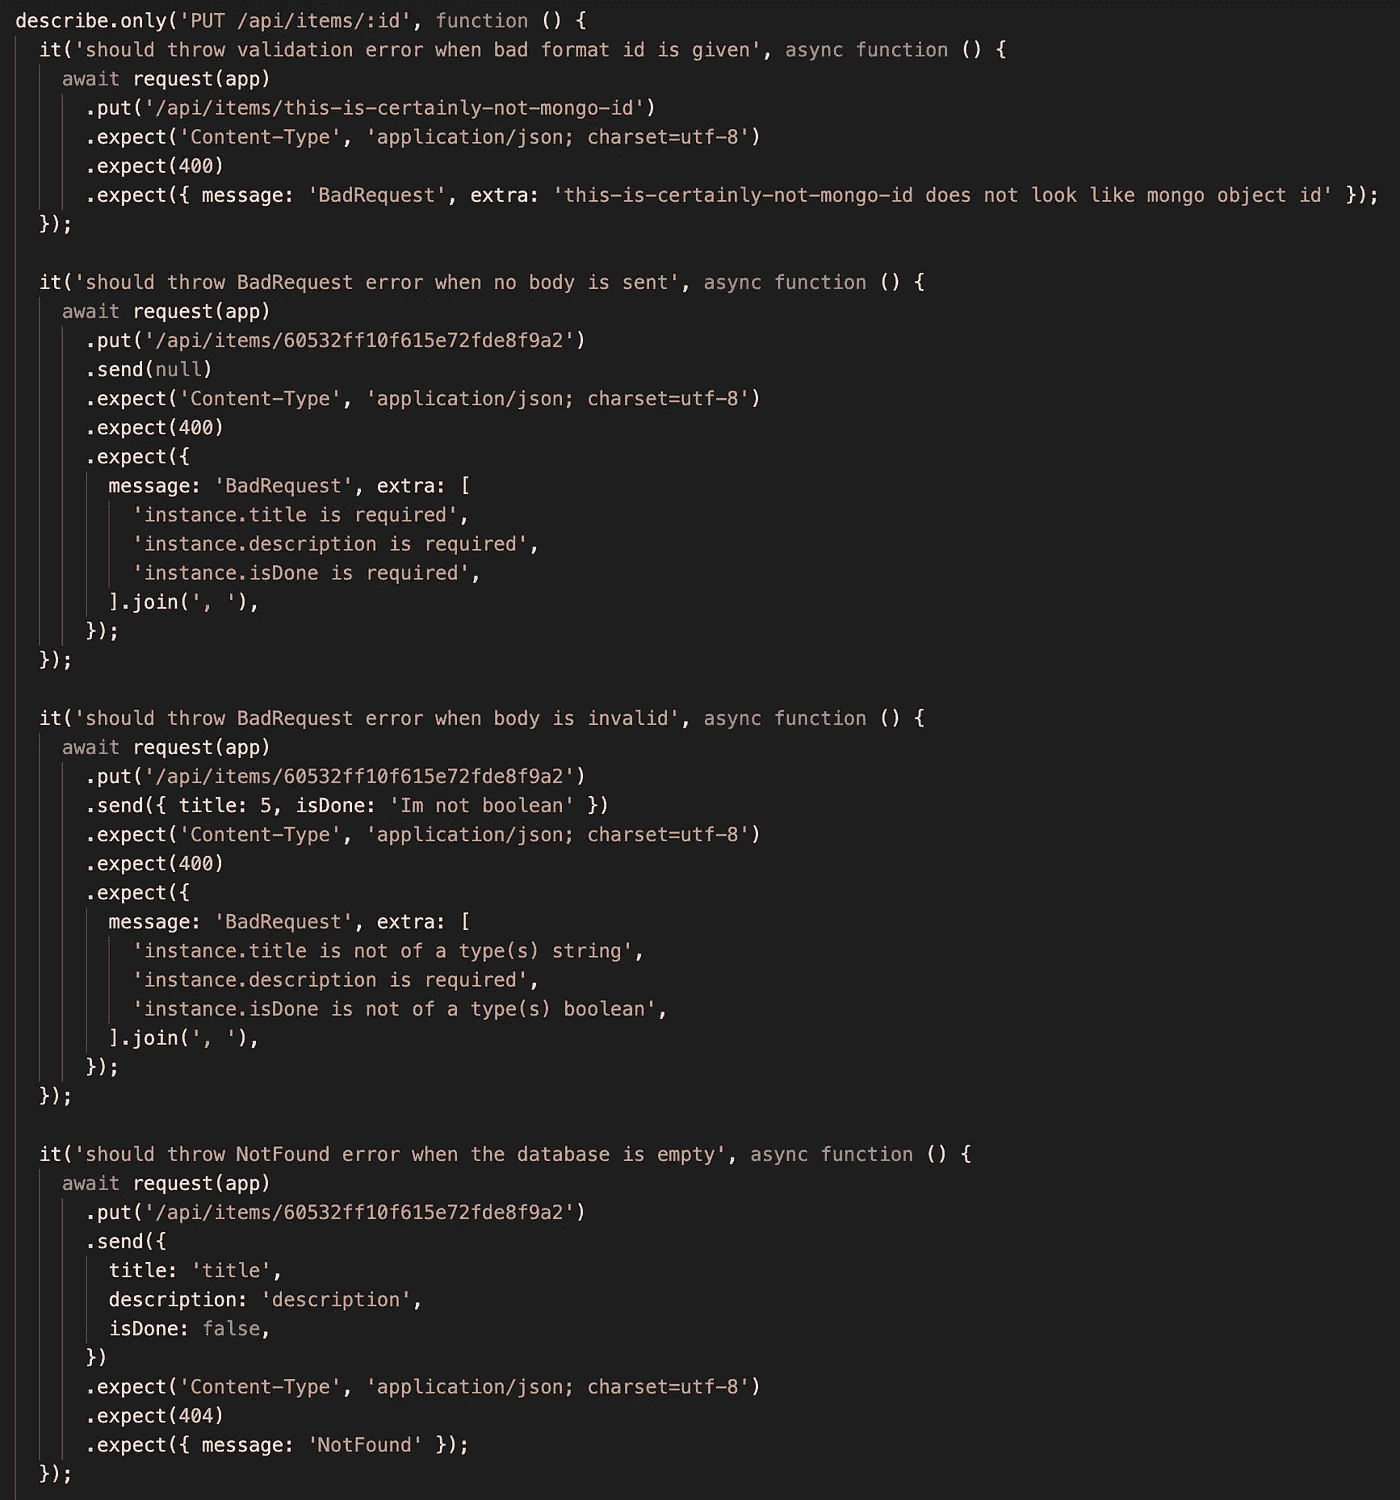 describe.only('PUT /api/items/:id', function () {
it('should throw validation error when bad format id is given', async function () {
await request(app)
.put('/api/items/this-is-certainly-not-mongo-id')
.expect('Content-Type', 'application/json; charset=utf-8')
.expect(400)
.expect({ message: 'BadRequest', extra: 'this-is-certainly-not-mongo-id does not look like mongo object id' });
});
it('should throw BadRequest error when no body is sent', async function () {
await request(app)
.put('/api/items/60532ff10f615e72fde8f9a2')
.send(null)
.expect('Content-Type', 'application/json; charset=utf-8')
.expect(400)
.expect({
message: 'BadRequest', extra: [
'instance.title is required',
'instance.description is required',
'instance.isDone is required',
].join(', '),
});
});
it('should throw BadRequest error when body is invalid', async function () {
await request(app)
.put('/api/items/60532ff10f615e72fde8f9a2')
.send({ title: 5, isDone: 'Im not boolean' })
.expect('Content-Type', 'application/json; charset=utf-8')
.expect(400)
.expect({
message: 'BadRequest', extra: [
'instance.title is not of a type(s) string',
'instance.description is required',
'instance.isDone is not of a type(s) boolean',
].join(', '),
});
});
it('should throw NotFound error when the database is empty', async function () {
await request(app)
.put('/api/items/60532ff10f615e72fde8f9a2')
.send({
title: 'title',
description: 'description',
isDone: false,
})
.expect('Content-Type', 'application/json; charset=utf-8')
.expect(404)
.expect({ message: 'NotFound' });
});